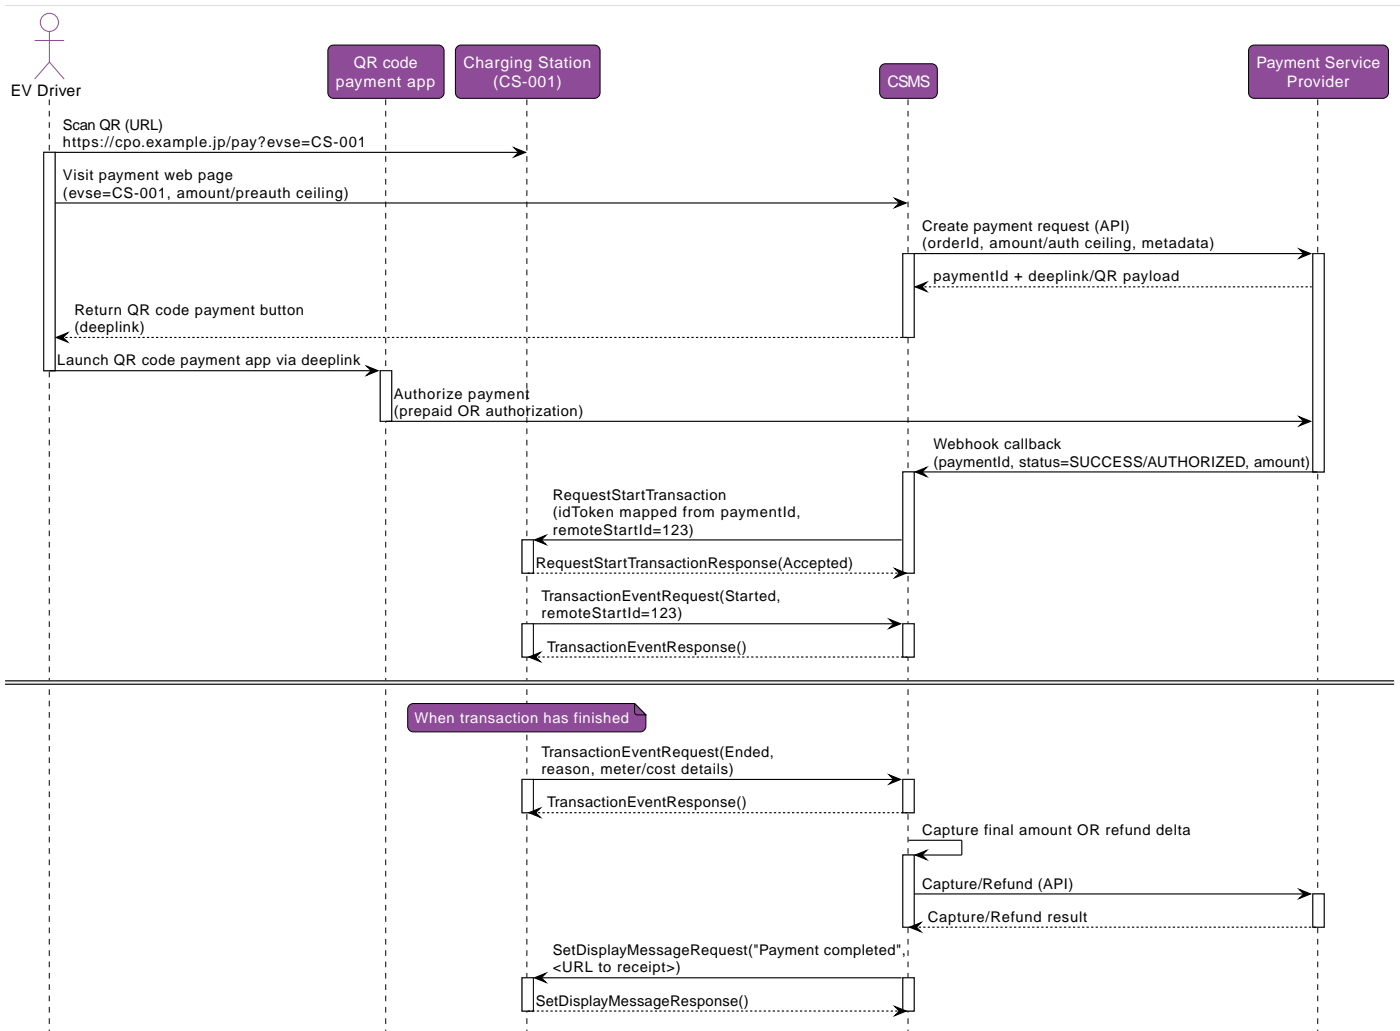 QR code
payment app
Charging Station
(CS-001)
CSMS
Payment Service
Provider
EV Driver
Scan QR (URL)
https://cpo.example.jp/pay?evse=CS-001
Visit payment web page
(evse=CS-001, amount/preauth ceiling)
Create payment request (API)
(orderId, amount/auth ceiling, metadata)
paymentId + deeplink/QR payload
Return QR code payment button
(deeplink)
Launch QR code payment app via deeplink
Authorize payment
(prepaid OR authorization)
Webhook callback
(paymentId, status=SUCCESS/AUTHORIZED, amount)
RequestStartTransaction
(idToken mapped from paymentId,
remoteStartId=123)
RequestStartTransactionResponse(Accepted)
TransactionEventRequest(Started,
remoteStartId=123)
TransactionEventResponse()
When transaction has finished
TransactionEventRequest(Ended,
reason, meter/cost details)
TransactionEventResponse()
Capture final amount OR refund delta
Capture/Refund (API)
Capture/Refund result
SetDisplayMessageRequest("Payment completed",
<URL to receipt>)
SetDisplayMessageResponse()